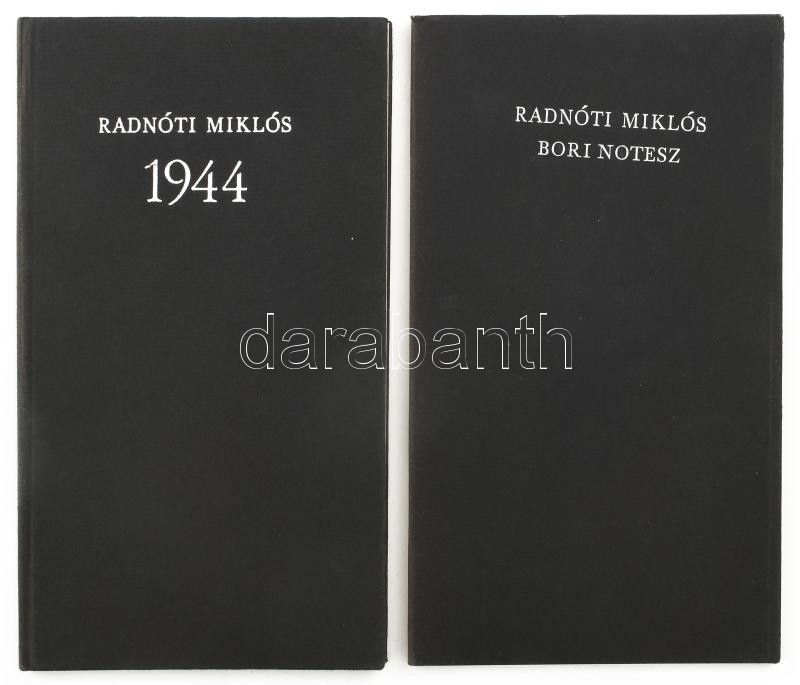 RADNÓTI MIKLÓS
1944
RADNÓTI MIKLÓS
BORI NOTESZ
darabanth